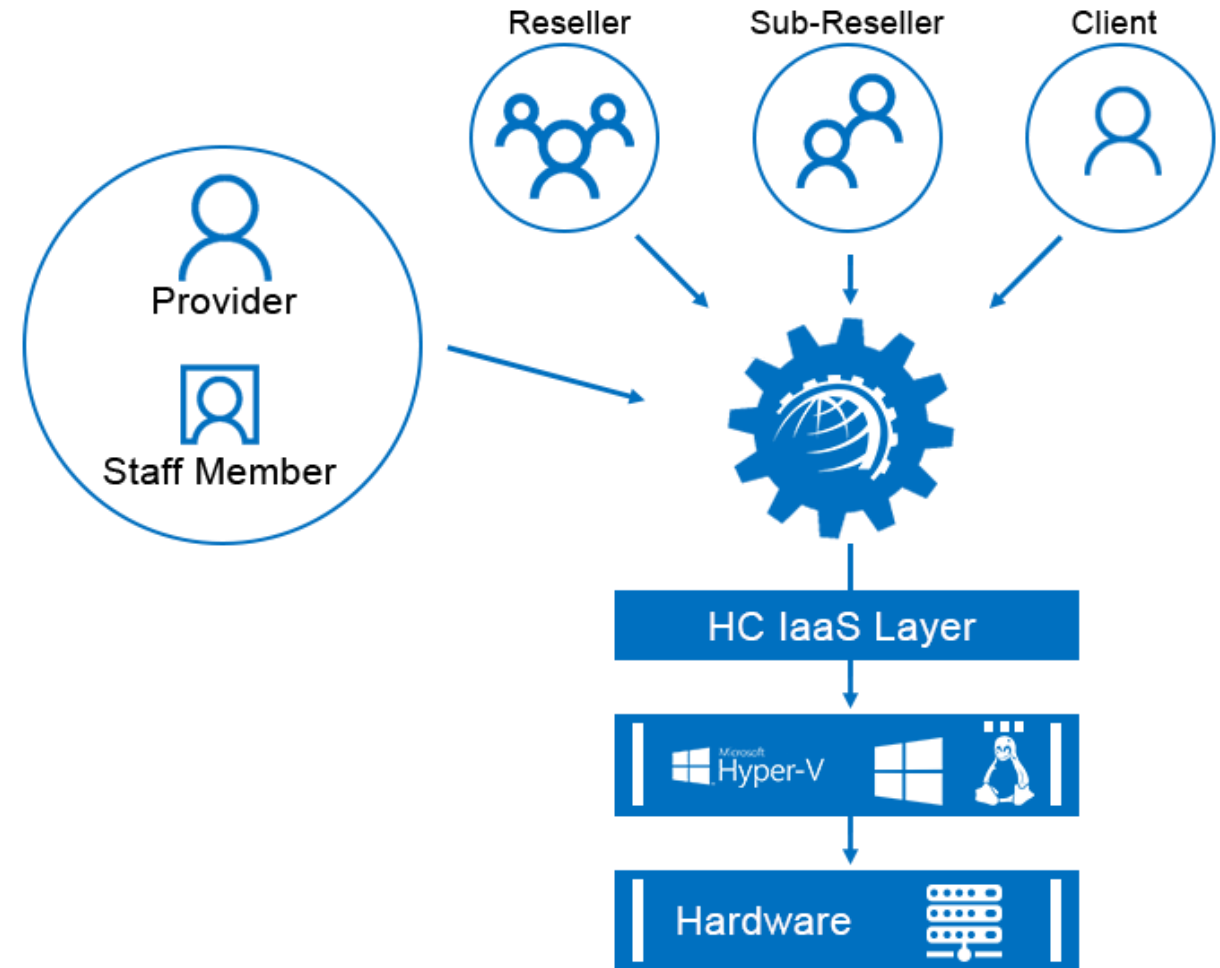 Reseller
Sub-Reseller
Client
Provider
Staff Member
HC IaaS Layer
Microsoft
Hyper-V
Hardware